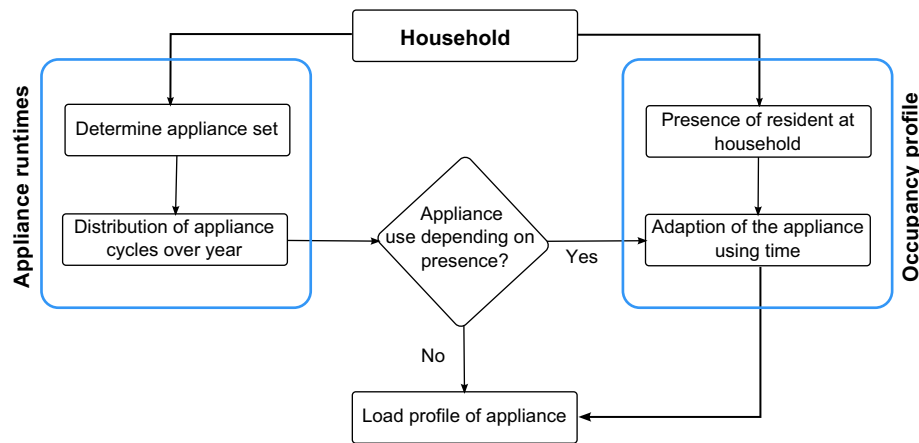 Household
Appliance runtimes
Determine appliance set
Distribution of appliance
cycles over year
Appliance
use depending on
presence?
Yes
No
Presence of resident at
household
Adaption of the appliance
using time
Occupancy profile
Load profile of appliance